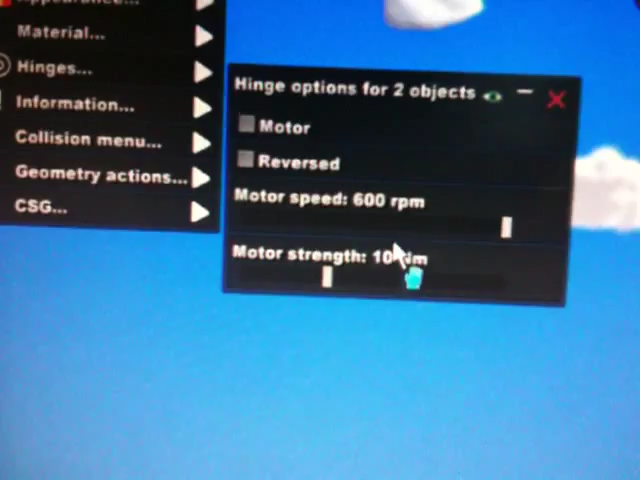 Appearance...
Material...
Hinges...
Information...
Collision menu...
Geometry actions...
CSG...
Hinge options for 2 objects
Motor
Reversed
Motor speed: 600 rpm
Motor strength: